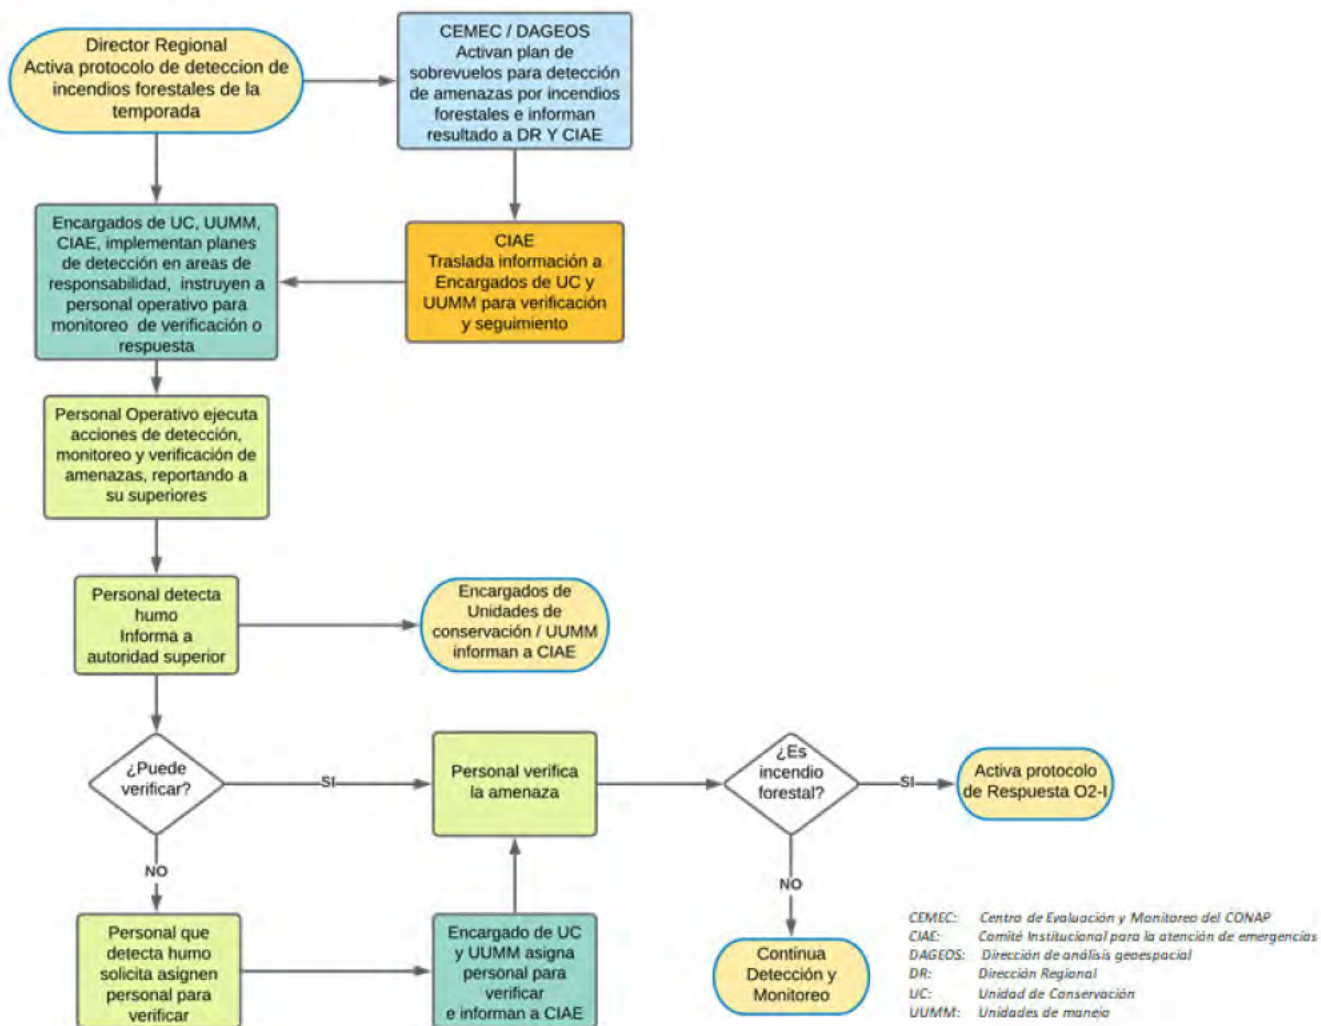 Director Regional
Activa protocolo de deteccion de
incendios forestales de la
temporada
CEMEC / DAGEOS
Activan plan de
sobrevuelos para detección
de amenazas por incendios
forestales e informan
resultado a DR Y CIAE
Encargados de UC, UUMM,
CIAE, implementan planes
de detección en areas de
responsabilidad, instruyen a
personal operativo para
monitoreo de verificación o
respuesta
CIAE
Traslada información a
Encargados de UC y
UUMM para verificación
y seguimiento
Personal Operativo ejecuta
acciones de detección,
monitoreo y verificación de
amenazas, reportando a
su superiores
Personal detecta
humo
Informa a
autoridad superior
Encargados de
Unidades de
conservación / UUMM
informan a CIAE
¿Puede
verificar?
SI
Personal verifica
la amenaza
¿Es
incendio
forestal?
SI
Activa protocolo
de Respuesta O2-I
NO
Personal que
detecta humo
solicita asignen
personal para
verificar
Encargado de UC
y UUMM asigna
personal para
verificar
e informan a CIAE
NO
Continua
Detección y
Monitoreo
CEMEC: Centro de Evaluación y Monitoreo del CONAP
CIAE: Comité Institucional para la atención de emergencias
DAGEOS: Dirección de análisis geoespacial
DR: Dirección Regional
UC: Unidad de Conservación
UUMM: Unidades de manejo